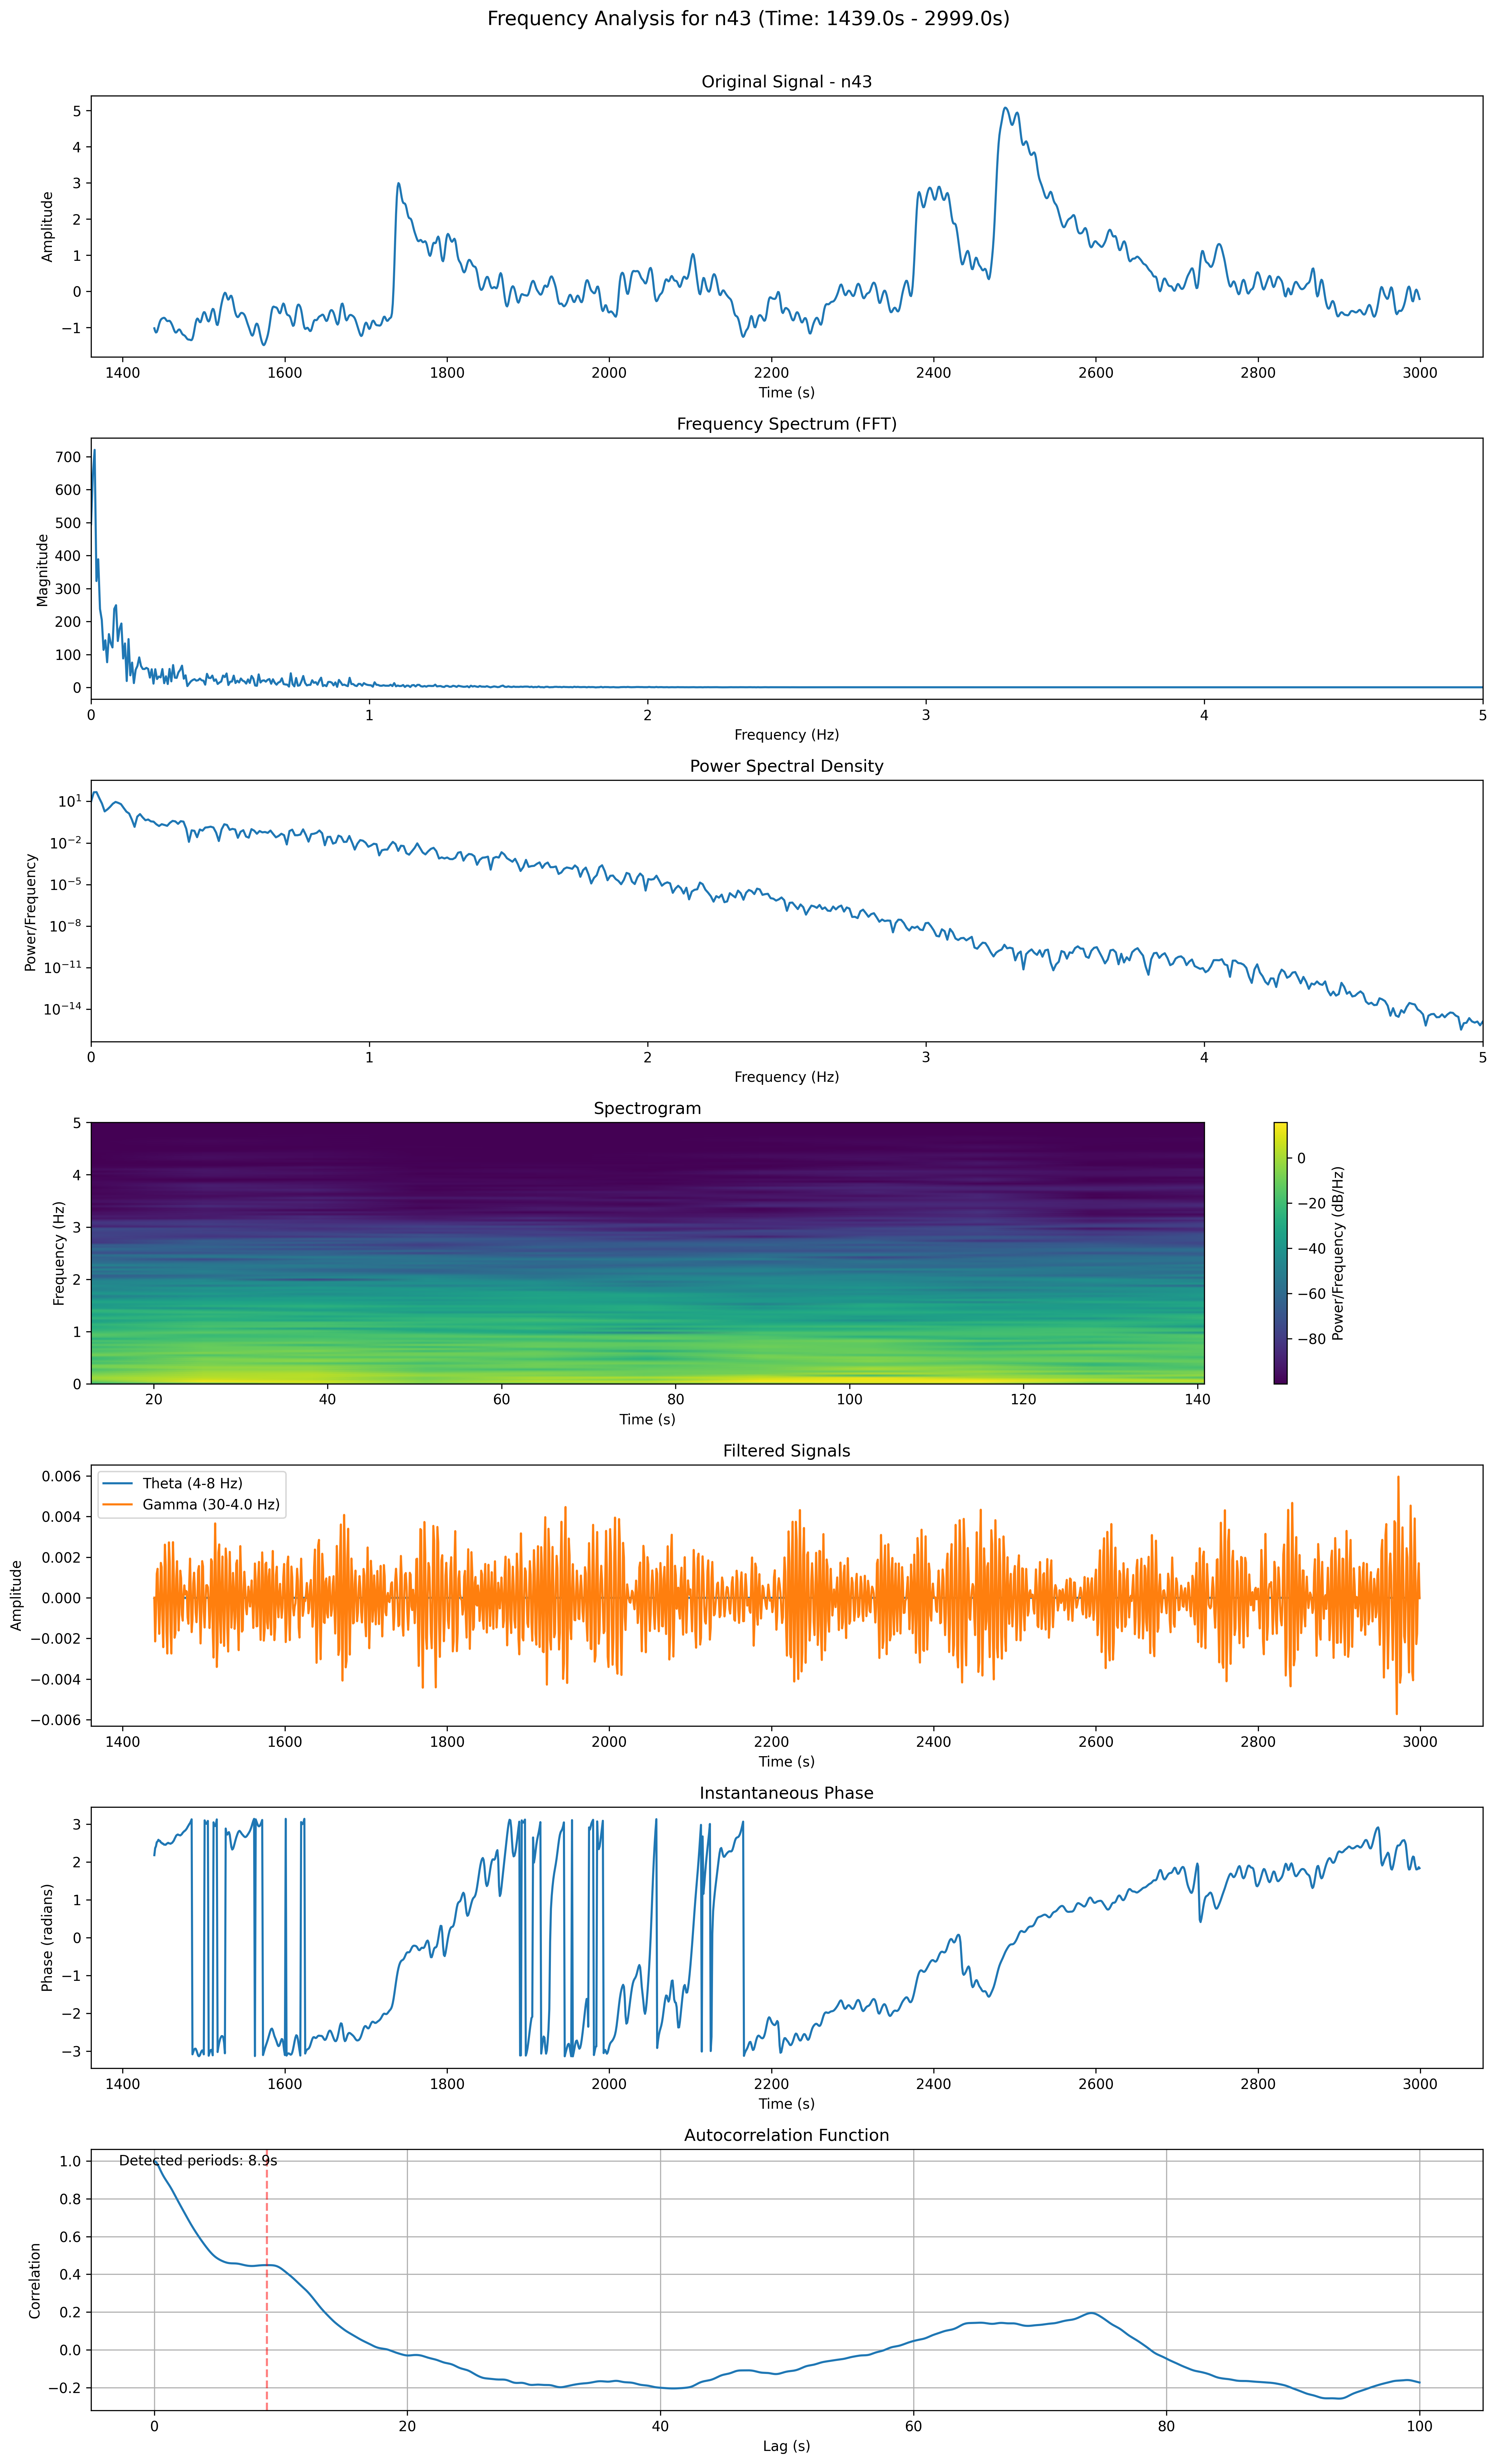 Frequency Analysis for n43 (Time: 1439.0s - 2999.0s)
Original Signal - n43
5
4
3
2
1
0
−1
Amplitude
1400 1600 1800 2000 2200 2400 2600 2800 3000
Time (s)
Frequency Spectrum (FFT)
700
600
500
400
300
200
100
0
Magnitude
0 1 2 3 4 5
Frequency (Hz)
Power Spectral Density
10¹
10⁻²
10⁻⁵
10⁻⁸
10⁻¹¹
10⁻¹⁴
Power/Frequency
0 1 2 3 4 5
Frequency (Hz)
Spectrogram
5
4
3
2
1
0
Frequency (Hz)
20 40 60 80 100 120 140
Time (s)
0
−20
−40
−60
−80
Power/Frequency (dB/Hz)
Filtered Signals
Theta (4-8 Hz)
Gamma (30-4.0 Hz)
0.006
0.004
0.002
0.000
−0.002
−0.004
−0.006
Amplitude
1400 1600 1800 2000 2200 2400 2600 2800 3000
Time (s)
Instantaneous Phase
3
2
1
0
−1
−2
−3
Phase (radians)
1400 1600 1800 2000 2200 2400 2600 2800 3000
Time (s)
Autocorrelation Function
Detected periods: 8.9s
1.0
0.8
0.6
0.4
0.2
0.0
−0.2
Correlation
0 20 40 60 80 100
Lag (s)